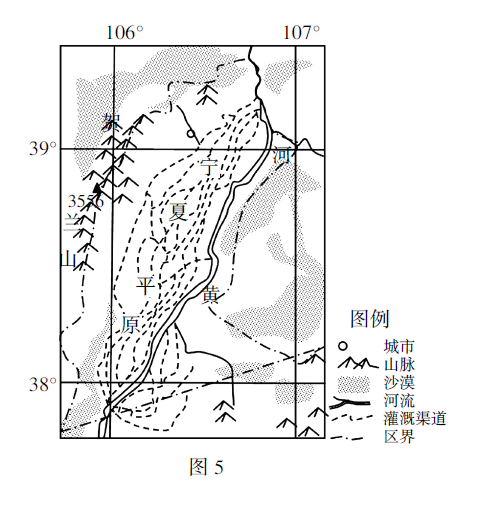 106°
107°
贺
39°
宁
河
3556
兰
夏
山
平
黄
原
图例
城市
山脉
38°
沙漠
河流
灌溉渠道
区界
图 5